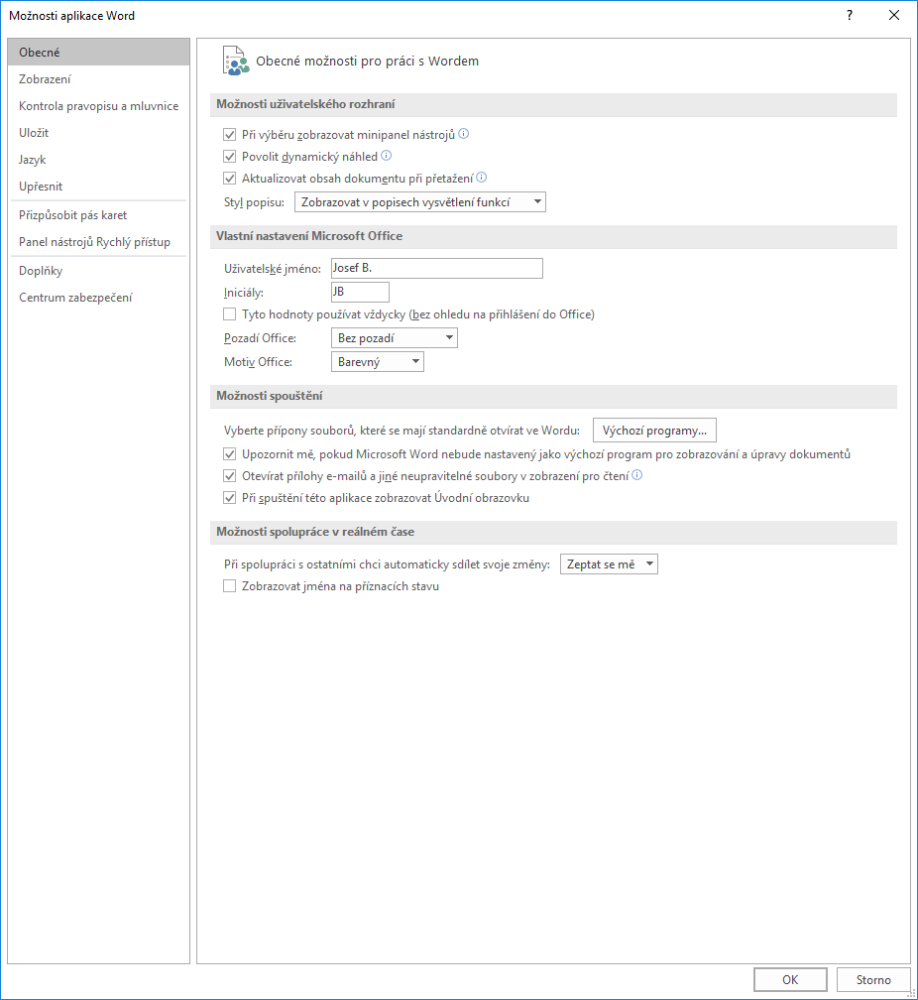 Možnosti aplikace Word
?
Obecné
Zobrazení
Kontrola pravopisu a mluvnice
Uložit
Jazyk
Upřesnit
Přizpůsobit pás karet
Panel nástrojů Rychlý přístup
Doplňky
Centrum zabezpečení
Obecné možnosti pro práci s Wordem
Možnosti uživatelského rozhraní
Při výběru zobrazovat minipanel nástrojů
Povolit dynamický náhled
Aktualizovat obsah dokumentu při přetažení
Styl popisu: Zobrazovat v popisech vysvětlení funkcí
Vlastní nastavení Microsoft Office
Uživatelské jméno: Josef B.
Iniciály: JB
Tyto hodnoty používat vždycky (bez ohledu na přihlášení do Office)
Pozadí Office: Bez pozadí
Motiv Office: Barevný
Možnosti spouštění
Vyberte přípony souborů, které se mají standardně otvírat ve Wordu: Výchozí programy...
Upozornit mě, pokud Microsoft Word nebude nastavený jako výchozí program pro zobrazování a úpravy dokumentů
Otevírat přílohy e-mailů a jiné neupravitelné soubory v zobrazení pro čtení
Při spuštění této aplikace zobrazovat Úvodní obrazovku
Možnosti spolupráce v reálném čase
Při spolupráci s ostatními chci automaticky sdílet svoje změny: Zeptat se mě
Zobrazovat jména na příznacích stavu
OK Storno